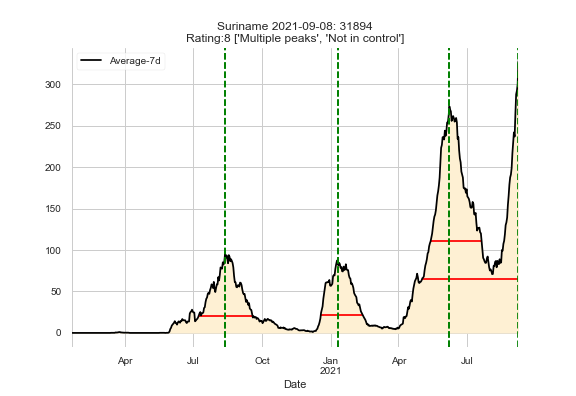 Suriname 2021-09-08: 31894
Rating:8 ['Multiple peaks', 'Not in control']
Average-7d
300
250
200
150
100
50
0
Apr Jul Oct Jan Apr Jul
2021
Date